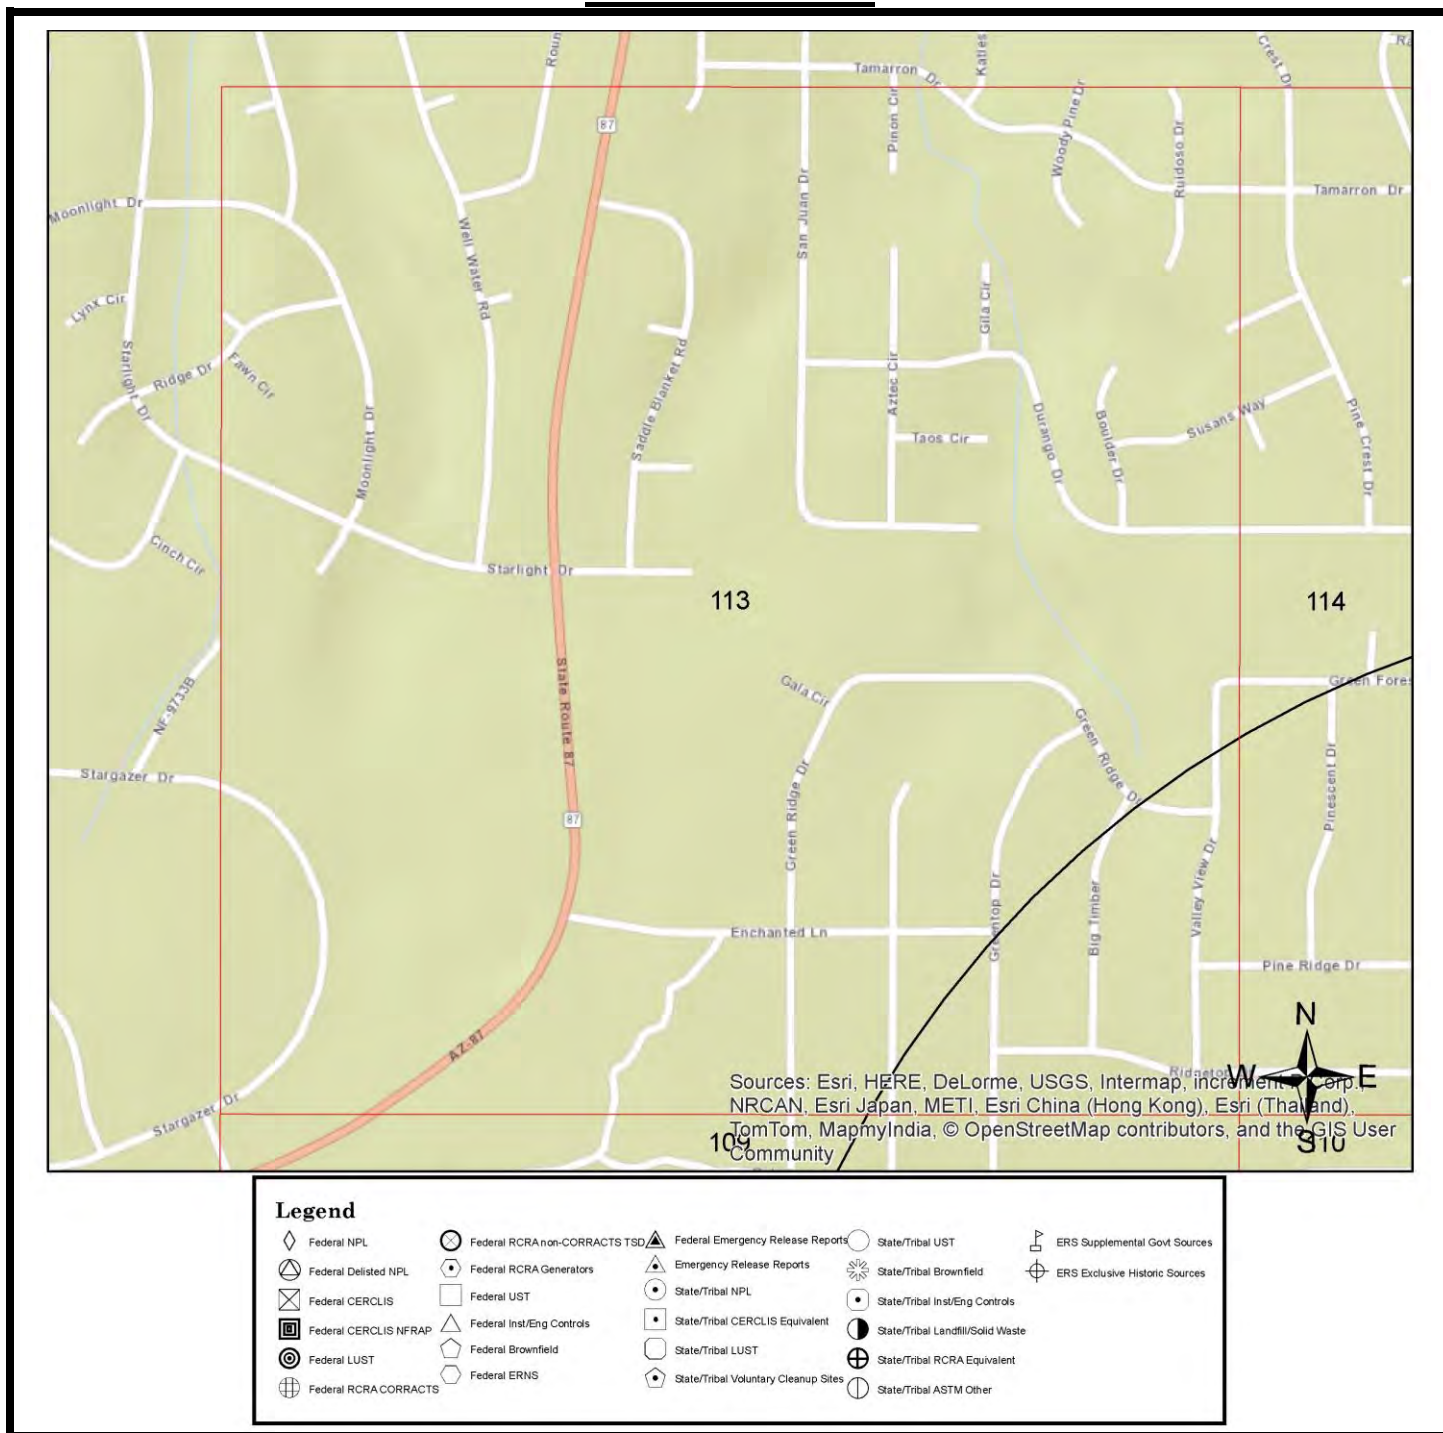 Roun
Tamarron Dr
Katies
Crest Dr
Ra
87
Pinon Cir
Woody Pine Dr
Ruidoso Dr
Tamarron Dr
Moonlight Dr
San Juan Dr
Well Water Rd
Lynx Cir
Gila Cir
Starlight Dr
Ridge Dr
Fawn Cir
Saddle Blanket Rd
Aztec Cir
Moonlight Dr
Taos Cir
Durango Dr
Boulder Dr
Susans Way
Pine Crest Dr
Cinch Cir
Starlight Dr
113
114
State Route 87
Gala Cir
Green Fores
NF-9733B
Green Ridge Dr
Stargazer Dr
Green Ridge Dr
Pinescent Dr
87
Valley View Dr
Greentop Dr
Big Timber
Enchanted Ln
Pine Ridge Dr
AZ-87
N
Ridgetop
W
E
S
Stargazer Dr
Sources: Esri, HERE, DeLorme, USGS, Intermap, increment P Corp.,
NRCAN, Esri Japan, METI, Esri China (Hong Kong), Esri (Thailand),
TomTom, MapmyIndia, © OpenStreetMap contributors, and the GIS User
Community
109
110
Legend
Federal NPL
Federal Delisted NPL
Federal CERCLIS
Federal CERCLIS NFRAP
Federal LUST
Federal RCRA CORRACTS
Federal RCRA non-CORRACTS TSD
Federal RCRA Generators
Federal UST
Federal Inst/Eng Controls
Federal Brownfield
Federal ERNS
Federal Emergency Release Reports
Emergency Release Reports
State/Tribal NPL
State/Tribal CERCLIS Equivalent
State/Tribal LUST
State/Tribal Voluntary Cleanup Sites
State/Tribal UST
State/Tribal Brownfield
State/Tribal Inst/Eng Controls
State/Tribal Landfill/Solid Waste
State/Tribal RCRA Equivalent
State/Tribal ASTM Other
ERS Supplemental Govt Sources
ERS Exclusive Historic Sources